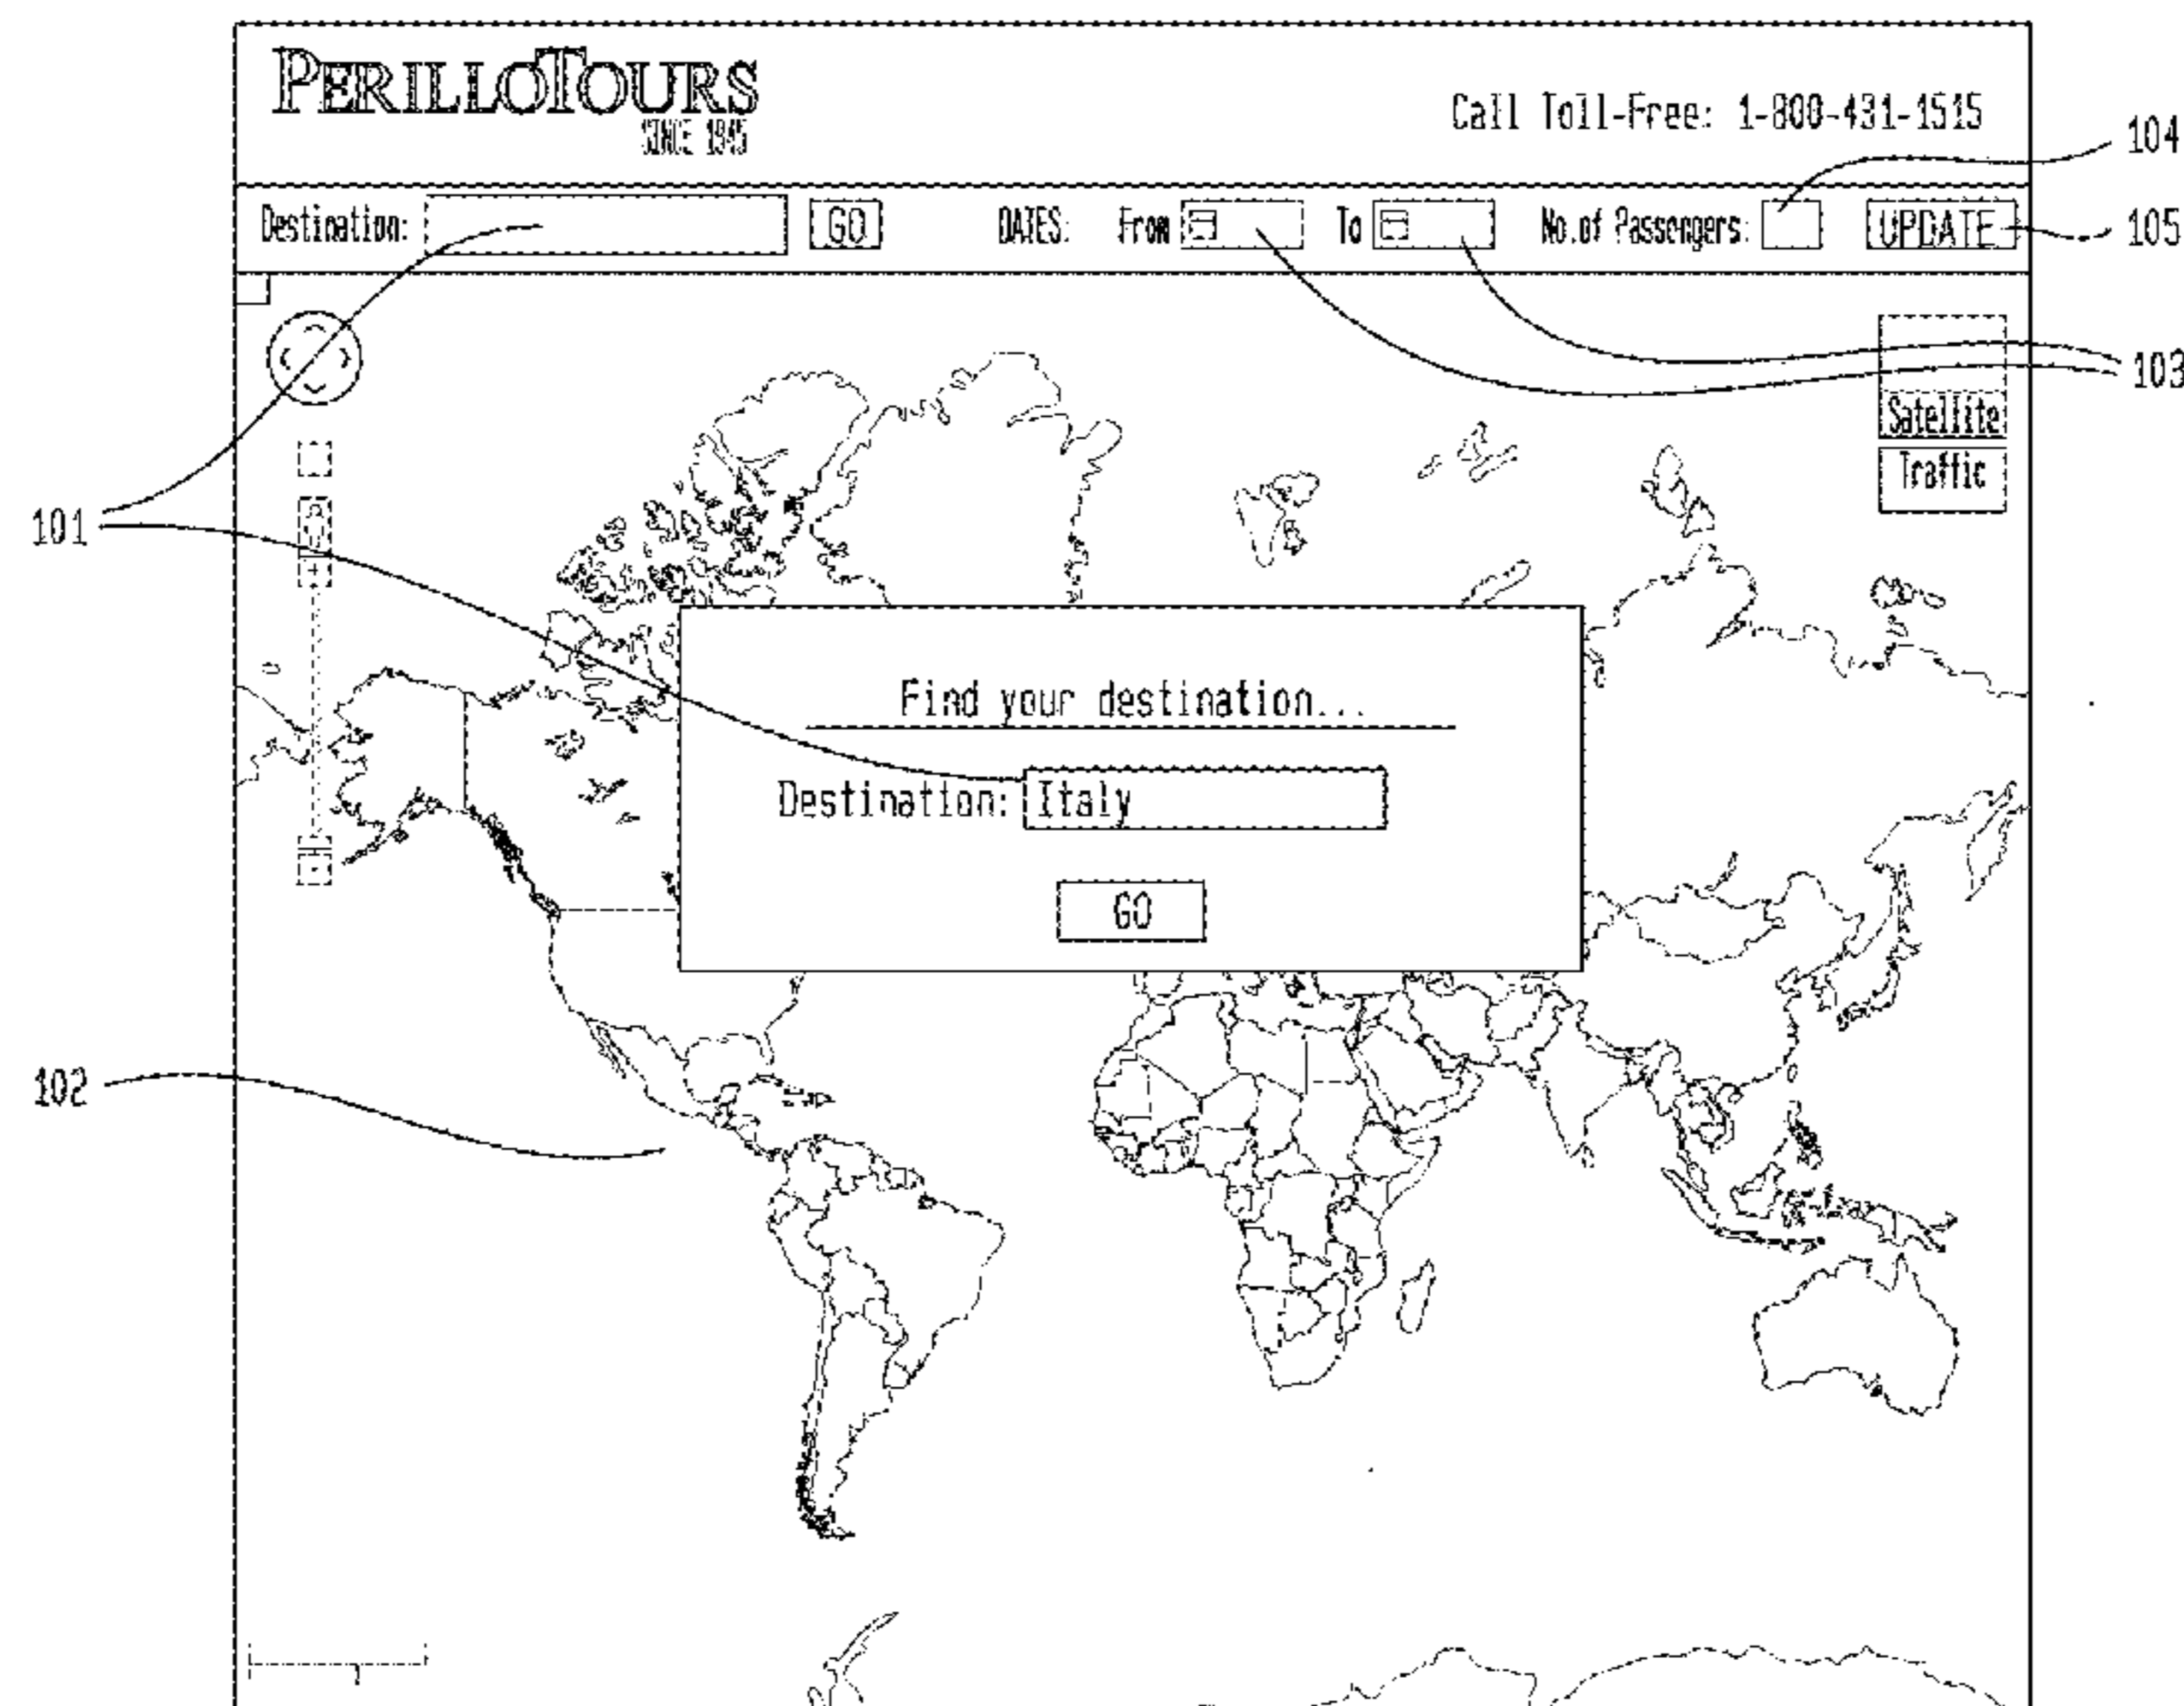 PERILLOTOURS
SINCE 1945
Call Toll-Free: 1-800-431-1515
104
Destination: GO DATES: From To No.of Passengers: UPDATE
105
103
Satellite
Traffic
101
Find your destination...
Destination: Italy
GO
102